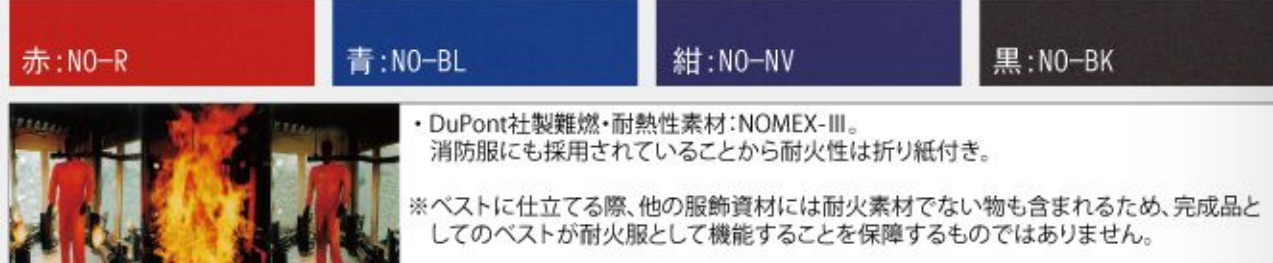 赤:NO-R
青:NO-BL
紺:NO-NV
黒:NO-BK
・DuPont社製難燃・耐熱性素材:NOMEX-Ⅲ。
消防服にも採用されていることから耐火性は折り紙付き。
※ベストに仕立てる際、他の服飾資材には耐火素材でない物も含まれるため、完成品と
してのベストが耐火服として機能することを保障するものではありません。